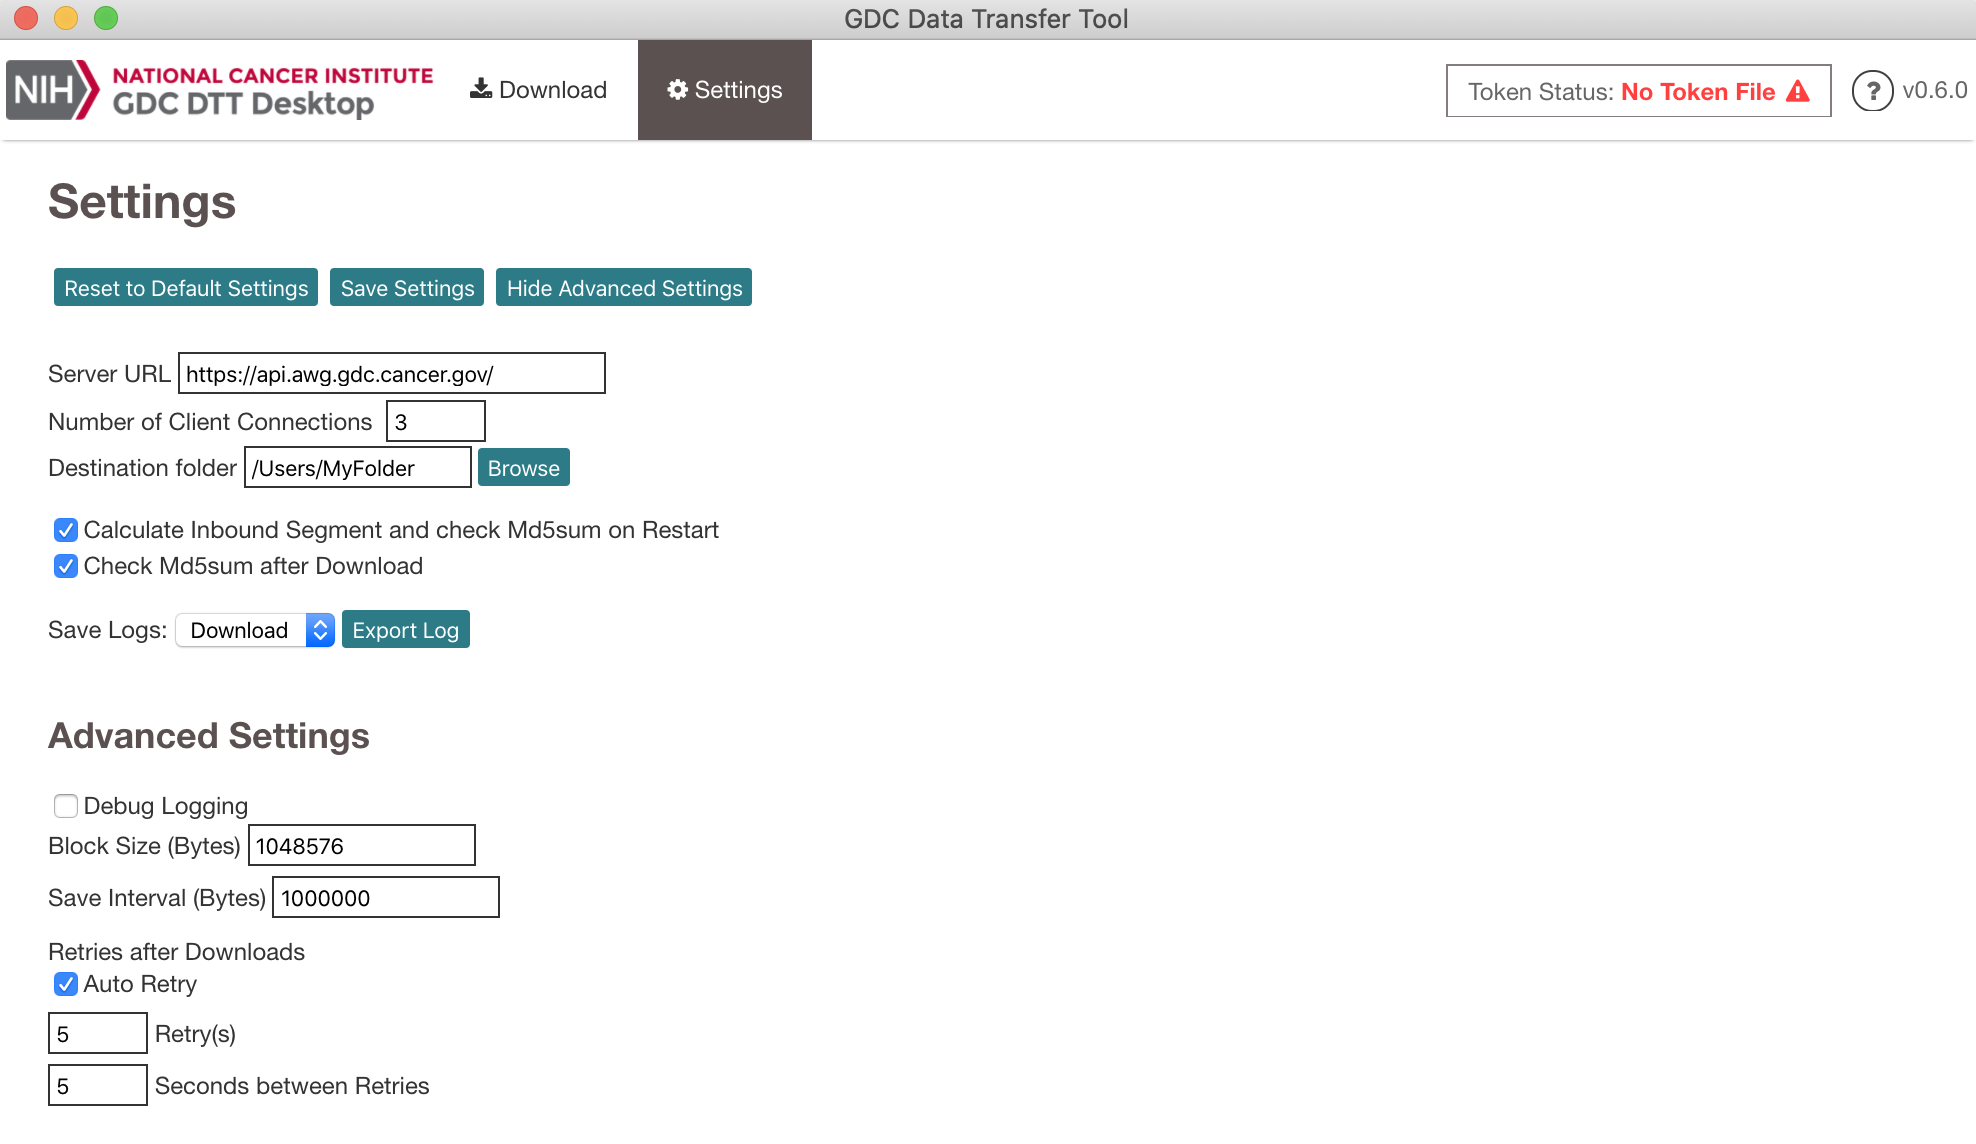 GDC Data Transfer Tool
NIH NATIONAL CANCER INSTITUTE
GDC DTT Desktop
Download
Settings
Token Status: No Token File
? v0.6.0
Settings
Reset to Default Settings Save Settings Hide Advanced Settings
Server URL https://api.awg.gdc.cancer.gov/
Number of Client Connections 3
Destination folder /Users/MyFolder Browse
Calculate Inbound Segment and check Md5sum on Restart
Check Md5sum after Download
Save Logs: Download Export Log
Advanced Settings
Debug Logging
Block Size (Bytes) 1048576
Save Interval (Bytes) 1000000
Retries after Downloads
Auto Retry
5 Retry(s)
5 Seconds between Retries